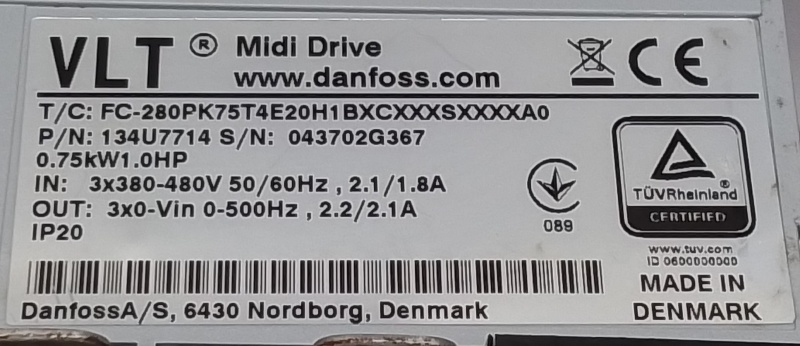 VLT ® Midi Drive
www.danfoss.com
CE
T/C: FC-280PK75T4E20H1BXCXXXSXXXXA0
P/N: 134U7714 S/N: 043702G367
0.75kW1.0HP
IN: 3x380-480V 50/60Hz , 2.1/1.8A
OUT: 3x0-Vin 0-500Hz , 2.2/2.1A
IP20
089
TÜVRheinland ®
CERTIFIED
www.tuv.com
ID 0600000000
MADE IN
DENMARK
DanfossA/S, 6430 Nordborg, Denmark